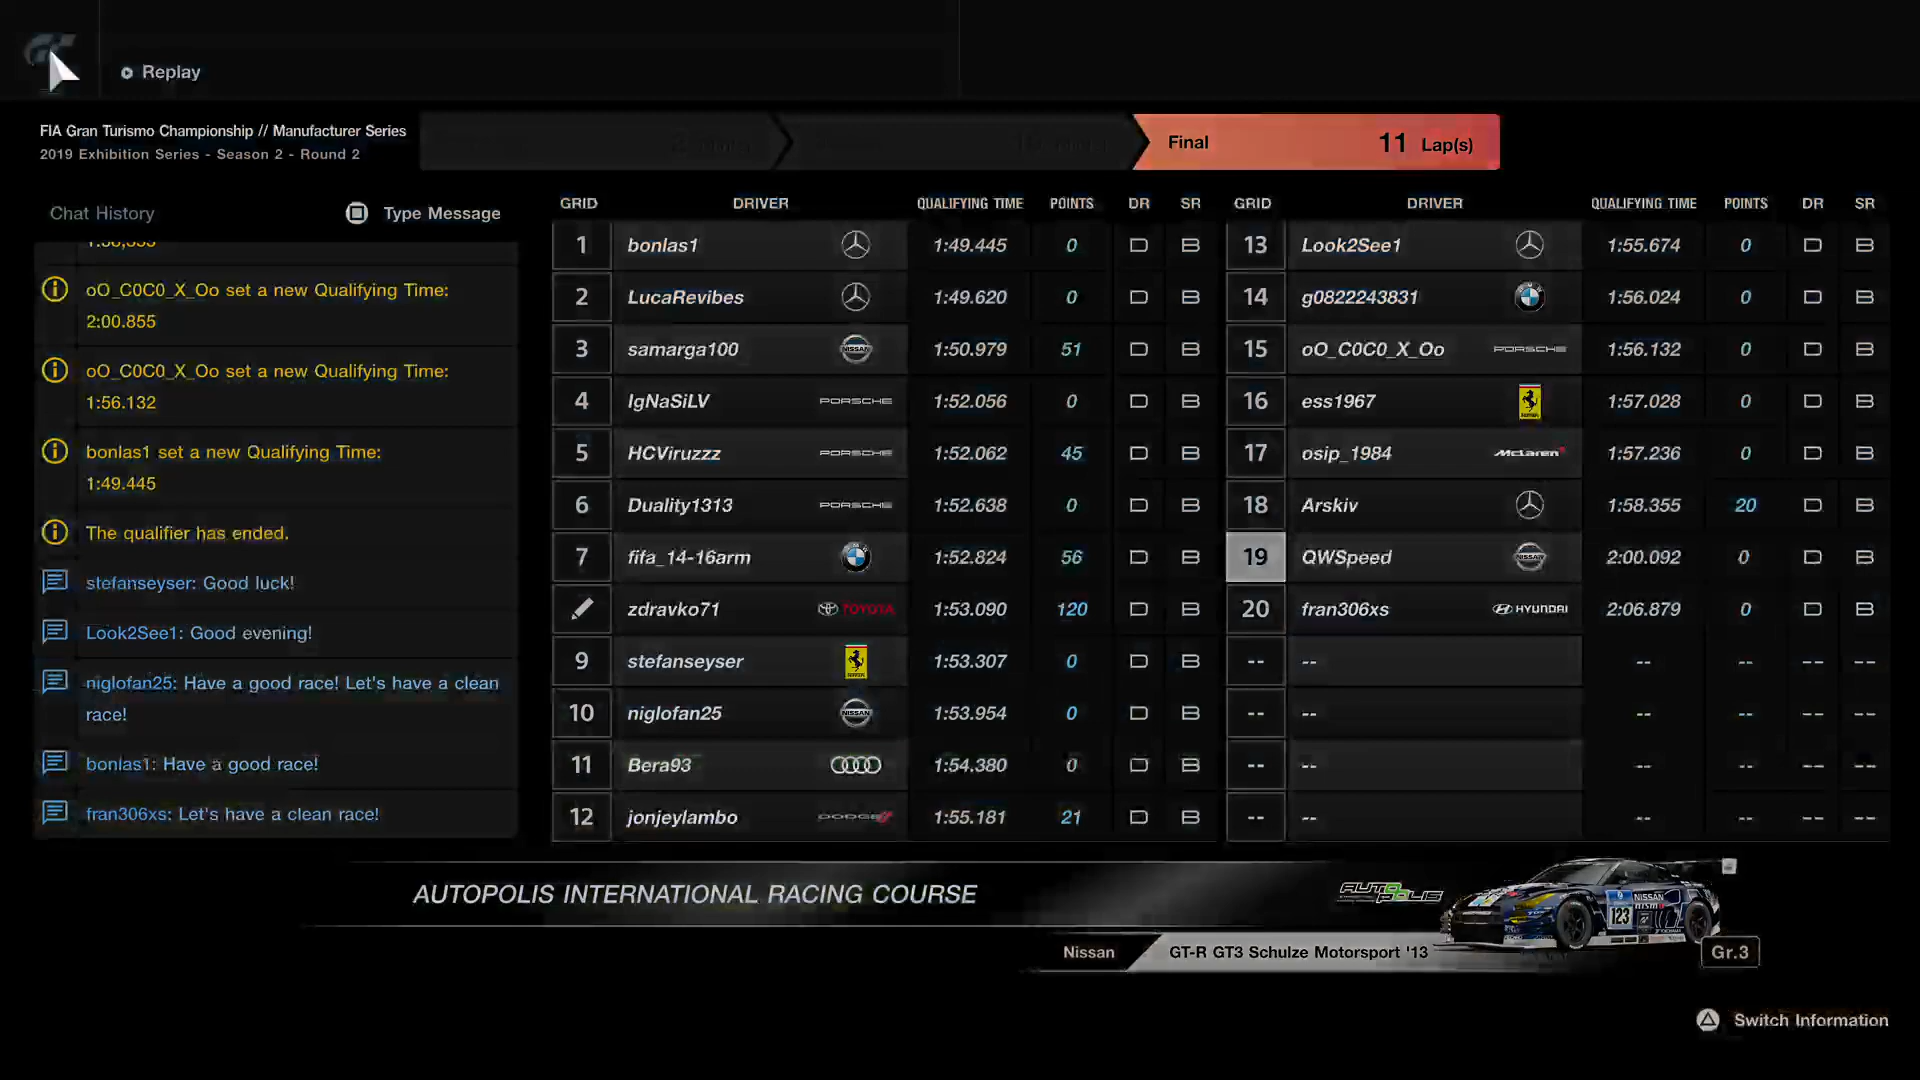 Replay
FIA Gran Turismo Championship // Manufacturer Series
2019 Exhibition Series - Season 2 - Round 2
Final 11 Lap(s)
Chat History Type Message
oO_C0C0_X_Oo set a new Qualifying Time:
2:00.855
oO_C0C0_X_Oo set a new Qualifying Time:
1:56.132
bonlas1 set a new Qualifying Time:
1:49.445
The qualifier has ended.
stefanseyser: Good luck!
Look2See1: Good evening!
niglofan25: Have a good race! Let's have a clean
race!
bonlas1: Have a good race!
fran306xs: Let's have a clean race!
GRID DRIVER QUALIFYING TIME POINTS DR SR
1 bonlas1 1:49.445 0 D B
2 LucaRevibes 1:49.620 0 D B
3 samarga100 NISSAN 1:50.979 51 D B
4 IgNaSiLV PORSCHE 1:52.056 0 D B
5 HCViruzzz PORSCHE 1:52.062 45 D B
6 Duality1313 PORSCHE 1:52.638 0 D B
7 fifa_14-16arm BMW 1:52.824 56 D B
zdravko71 TOYOTA 1:53.090 120 D B
9 stefanseyser 1:53.307 0 D B
10 niglofan25 NISSAN 1:53.954 0 D B
11 Bera93 1:54.380 0 D B
12 jonjeylambo DODGE 1:55.181 21 D B
GRID DRIVER QUALIFYING TIME POINTS DR SR
13 Look2See1 1:55.674 0 D B
14 g0822243831 BMW 1:56.024 0 D B
15 oO_C0C0_X_Oo PORSCHE 1:56.132 0 D B
16 ess1967 1:57.028 0 D B
17 osip_1984 McLaren 1:57.236 0 D B
18 Arskiv 1:58.355 20 D B
19 QWSpeed NISSAN 2:00.092 0 D B
20 fran306xs HYUNDAI 2:06.879 0 D B
-- -- -- -- -- --
-- -- -- -- -- --
-- -- -- -- -- --
-- -- -- -- -- --
AUTOPOLIS INTERNATIONAL RACING COURSE
AUTOPOLIS
NISSAN
nismo
123
Nissan GT-R GT3 Schulze Motorsport '13 Gr.3
Switch Information